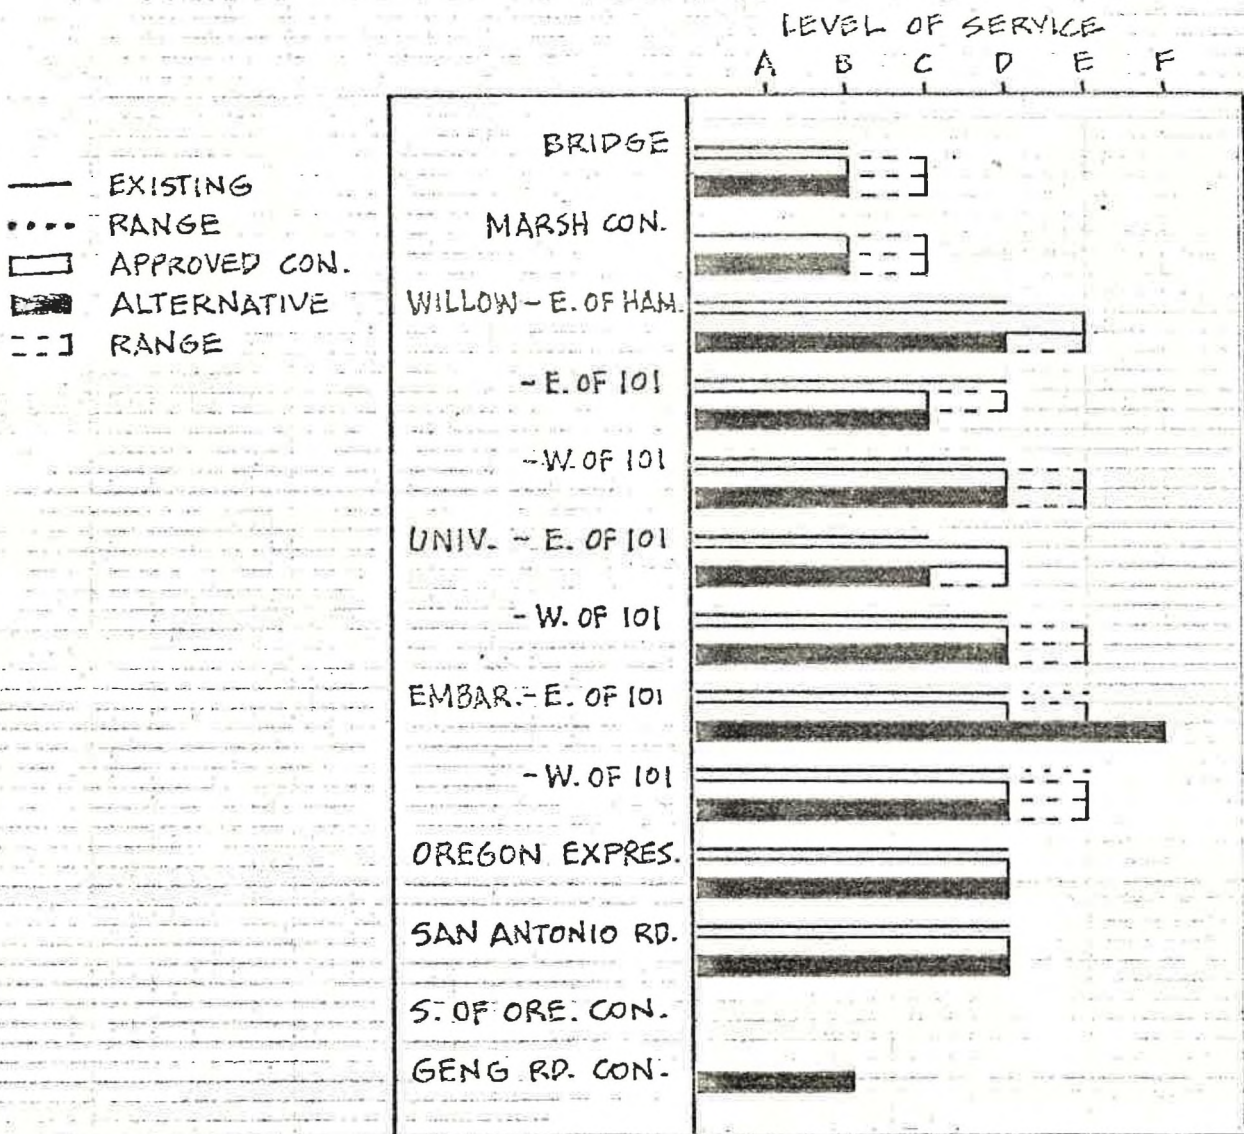 LEVEL OF SERVICE
A B C D E F
EXISTING
RANGE
APPROVED CON.
ALTERNATIVE
RANGE
BRIDGE
MARSH CON.
WILLOW - E. OF HAM.
- E. OF 101
- W. OF 101
UNIV. - E. OF 101
- W. OF 101
EMBAR. - E. OF 101
- W. OF 101
OREGON EXPRES.
SAN ANTONIO RD.
S. OF ORE. CON.
GENG RD. CON.